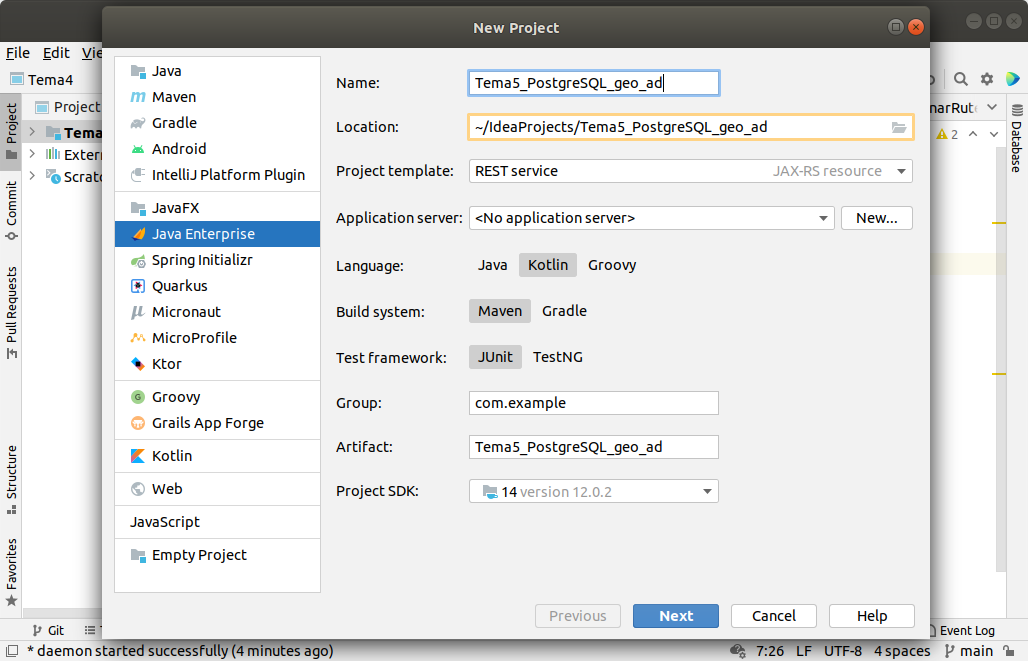 New Project
File Edit Vie
Tema4
Project
Tema
Exter
Scratc
Project
Commit
Pull Requests
Structure
Favorites
Java
Maven
Gradle
Android
IntelliJ Platform Plugin
JavaFX
Java Enterprise
Spring Initializr
Quarkus
Micronaut
MicroProfile
Ktor
Groovy
Grails App Forge
Kotlin
Web
JavaScript
Empty Project
Name: Tema5_PostgreSQL_geo_ad
Location: ~/IdeaProjects/Tema5_PostgreSQL_geo_ad
Project template: REST service JAX-RS resource
Application server: <No application server> New...
Language: Java Kotlin Groovy
Build system: Maven Gradle
Test framework: JUnit TestNG
Group: com.example
Artifact: Tema5_PostgreSQL_geo_ad
Project SDK: 14 version 12.0.2
Previous Next Cancel Help
narRut
2
Database
Git
Event Log
* daemon started successfully (4 minutes ago) 7:26 LF UTF-8 4 spaces main